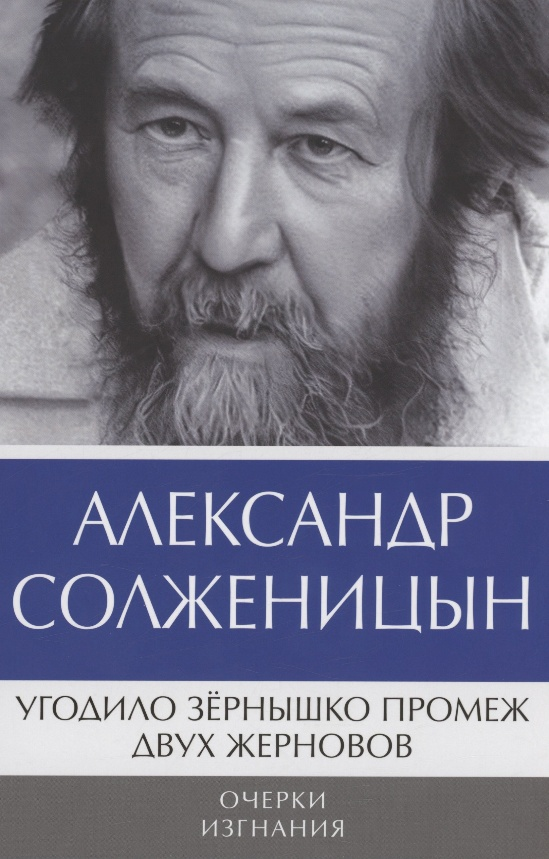 АЛЕКСАНДР
СОЛЖЕНИЦЫН
УГОДИЛО ЗЁРНЫШКО ПРОМЕЖ
ДВУХ ЖЕРНОВОВ
ОЧЕРКИ
ИЗГНАНИЯ